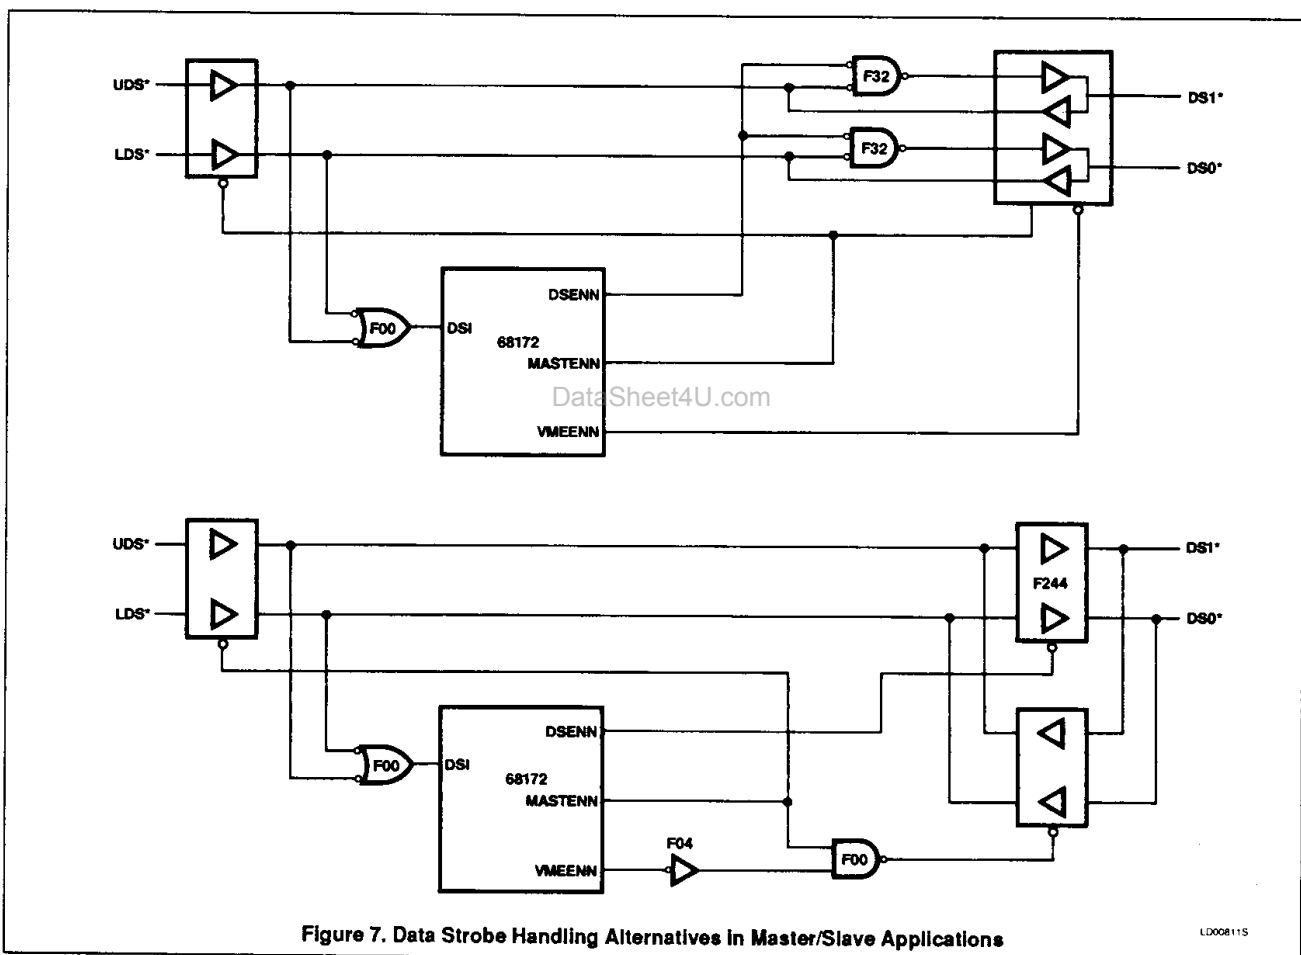 UDS*
F32
DS1*
LDS*
F32
DS0*
DSENN
F00
DSI
68172
MASTENN
DataSheet4U.com
VMEENN
UDS*
DS1*
F244
LDS*
DS0*
DSENN
F00
DSI
68172
MASTENN
F04
F00
VMEENN
Figure 7. Data Strobe Handling Alternatives in Master/Slave Applications
LD00811S